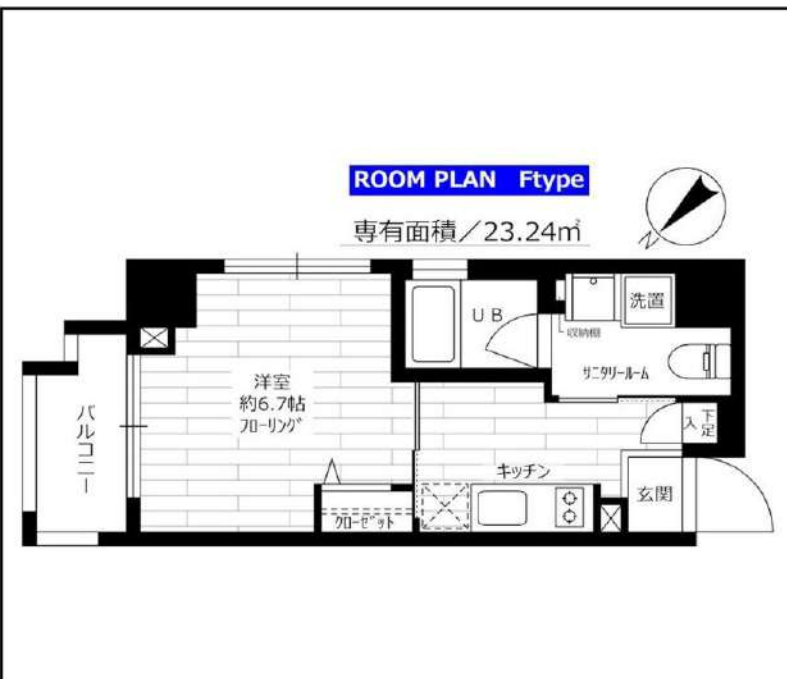 ROOM PLAN Ftype
専有面積／23.24㎡
N
UB
洗置
収納棚
サニタリールーム
洋室
約6.7帖
フローリング
バルコニー
下足
入
キッチン
玄関
クローゼット